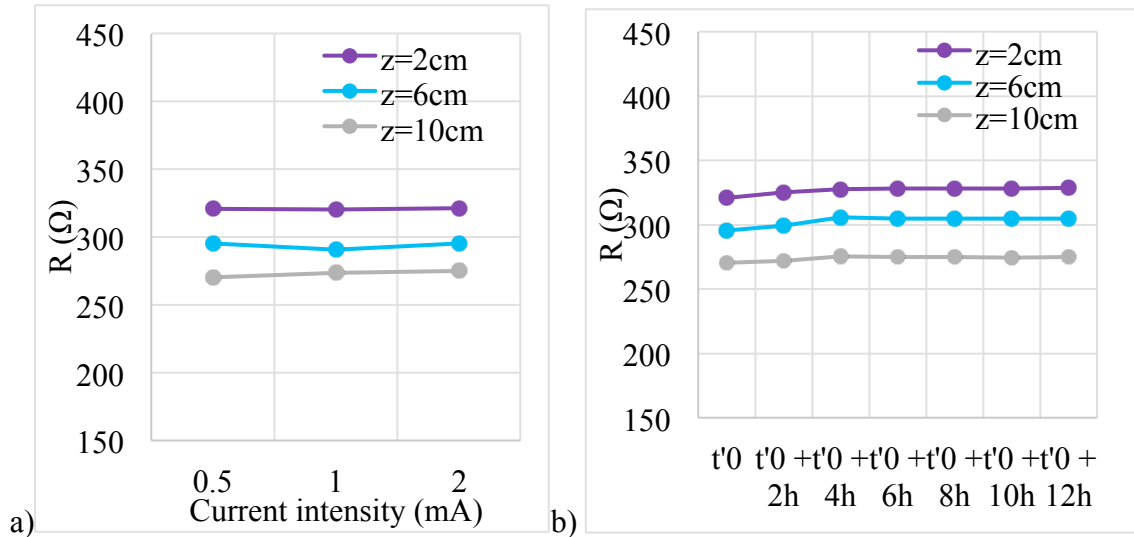 450
400
350
300
250
200
150
R (Ω)
z=2cm
z=6cm
z=10cm
0.5 1 2
Current intensity (mA)
a)
450
400
350
300
250
200
150
R (Ω)
z=2cm
z=6cm
z=10cm
t'0 t'0 +t'0 +t'0 +t'0 +t'0 +t'0 +
2h 4h 6h 8h 10h 12h
b)